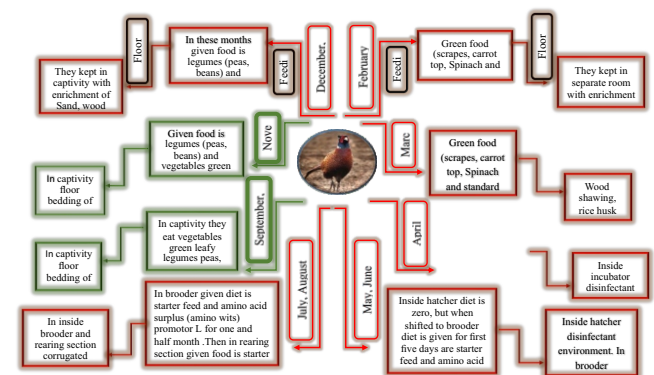 Floor
In these months
given food is
legumes (peas,
beans) and
Feedi
December,
They kept in
captivity with
enrichment of
Sand, wood
February
Feedi
Green food
(scrapes, carrot
top, Spinach and
Floor
They kept in
separate room
with enrichment
Nove
Given food is
legumes (peas,
beans) and
vegetables green
In captivity
floor
bedding of
Marc
Green food
(scrapes, carrot
top, Spinach
and standard
Wood
shawing,
rice husk
September,
In captivity they
eat vegetables
green leafy
legumes peas,
In captivity
floor
bedding of
April
Inside
incubator
disinfectant
July, August
In brooder given diet is
starter feed and amino acid
surplus (amino wits)
promotor L for one and
half month .Then in rearing
section given food is starter
In inside
brooder and
rearing section
corrugated
May, June
Inside hatcher diet is
zero, but when
shifted to brooder
diet is given for first
five days are starter
feed and amino acid
Inside hatcher
disinfectant
environment. In
brooder